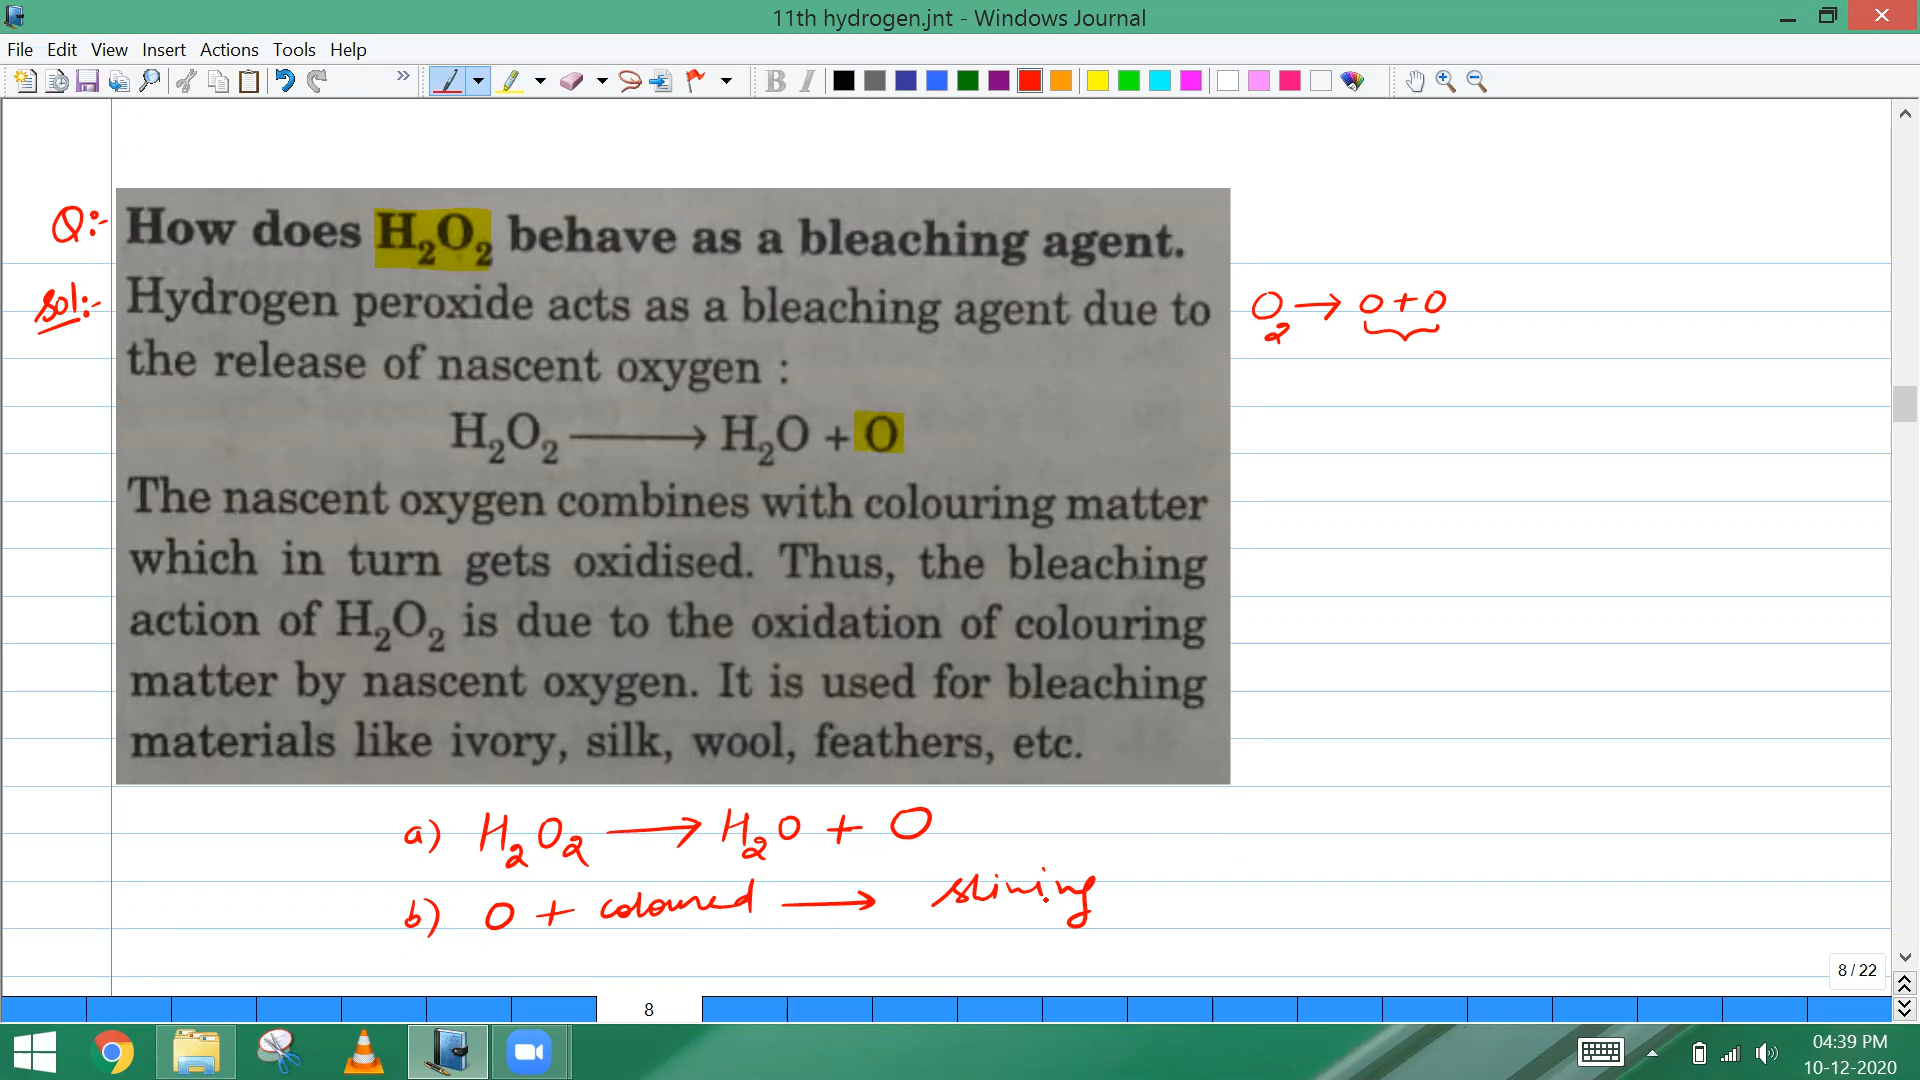 11th hydrogen.jnt - Windows Journal
File Edit View Insert Actions Tools Help
Q:- How does H₂O₂ behave as a bleaching agent.
Sol:- Hydrogen peroxide acts as a bleaching agent due to
O₂ → O + O
the release of nascent oxygen :
H₂O₂ ⟶ H₂O + O
The nascent oxygen combines with colouring matter
which in turn gets oxidised. Thus, the bleaching
action of H₂O₂ is due to the oxidation of colouring
matter by nascent oxygen. It is used for bleaching
materials like ivory, silk, wool, feathers, etc.
a) H₂O₂ ⟶ H₂O + O
b) O + coloured ⟶ shining
8 / 22
8
04:39 PM
10-12-2020